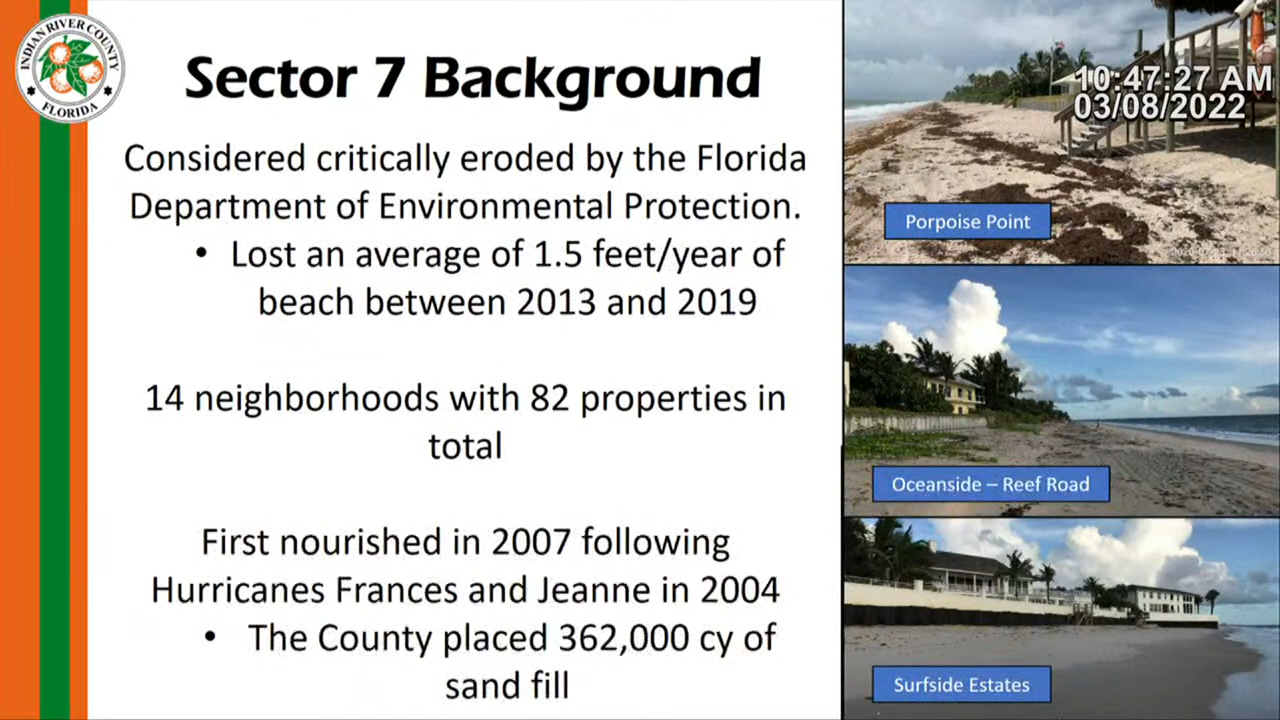 INDIAN RIVER COUNTY
FLORIDA
Sector 7 Background
Considered critically eroded by the Florida
Department of Environmental Protection.
• Lost an average of 1.5 feet/year of
beach between 2013 and 2019
14 neighborhoods with 82 properties in
total
First nourished in 2007 following
Hurricanes Frances and Jeanne in 2004
• The County placed 362,000 cy of
sand fill
10:47:27 AM
03/08/2022
Porpoise Point
Oceanside – Reef Road
Surfside Estates